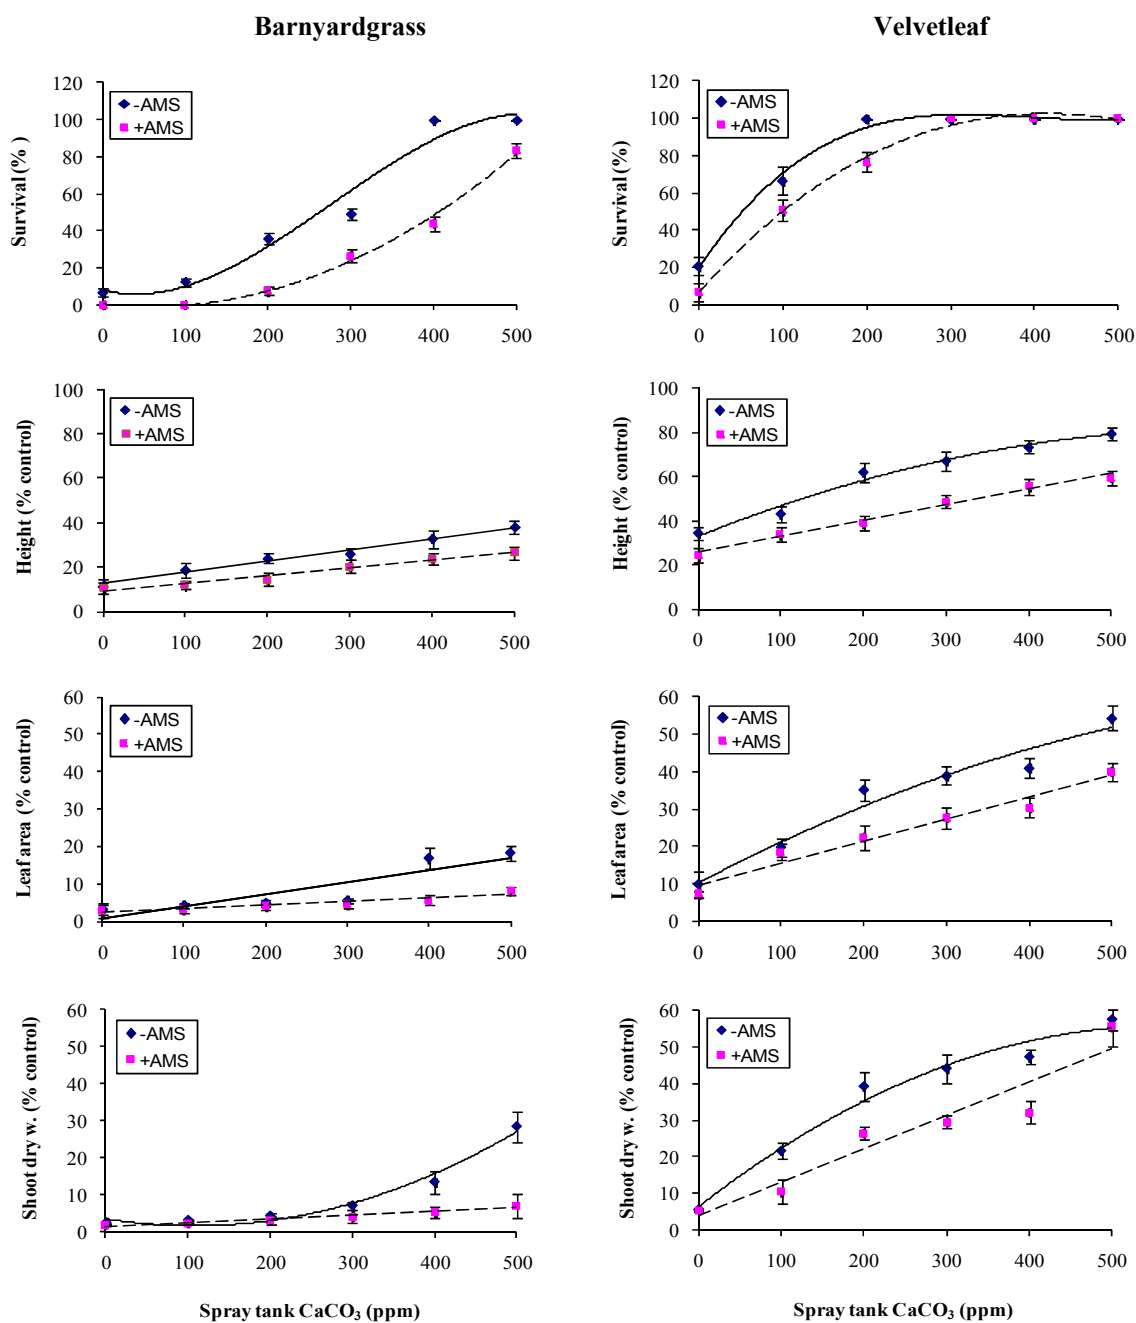 Barnyardgrass
Velvetleaf
Survival (%)
120
100
80
60
40
20
0
-AMS
+AMS
0 100 200 300 400 500
Survival (%)
120
100
80
60
40
20
0
-AMS
+AMS
0 100 200 300 400 500
Height (% control)
100
80
60
40
20
0
-AMS
+AMS
0 100 200 300 400 500
Height (% control)
100
80
60
40
20
0
-AMS
+AMS
0 100 200 300 400 500
Leaf area (% control)
60
50
40
30
20
10
0
-AMS
+AMS
0 100 200 300 400 500
Leaf area (% control)
60
50
40
30
20
10
0
-AMS
+AMS
0 100 200 300 400 500
Shoot dry w. (% control)
60
50
40
30
20
10
0
-AMS
+AMS
0 100 200 300 400 500
Spray tank CaCO₃ (ppm)
Shoot dry w. (% control)
60
50
40
30
20
10
0
-AMS
+AMS
0 100 200 300 400 500
Spray tank CaCO₃ (ppm)